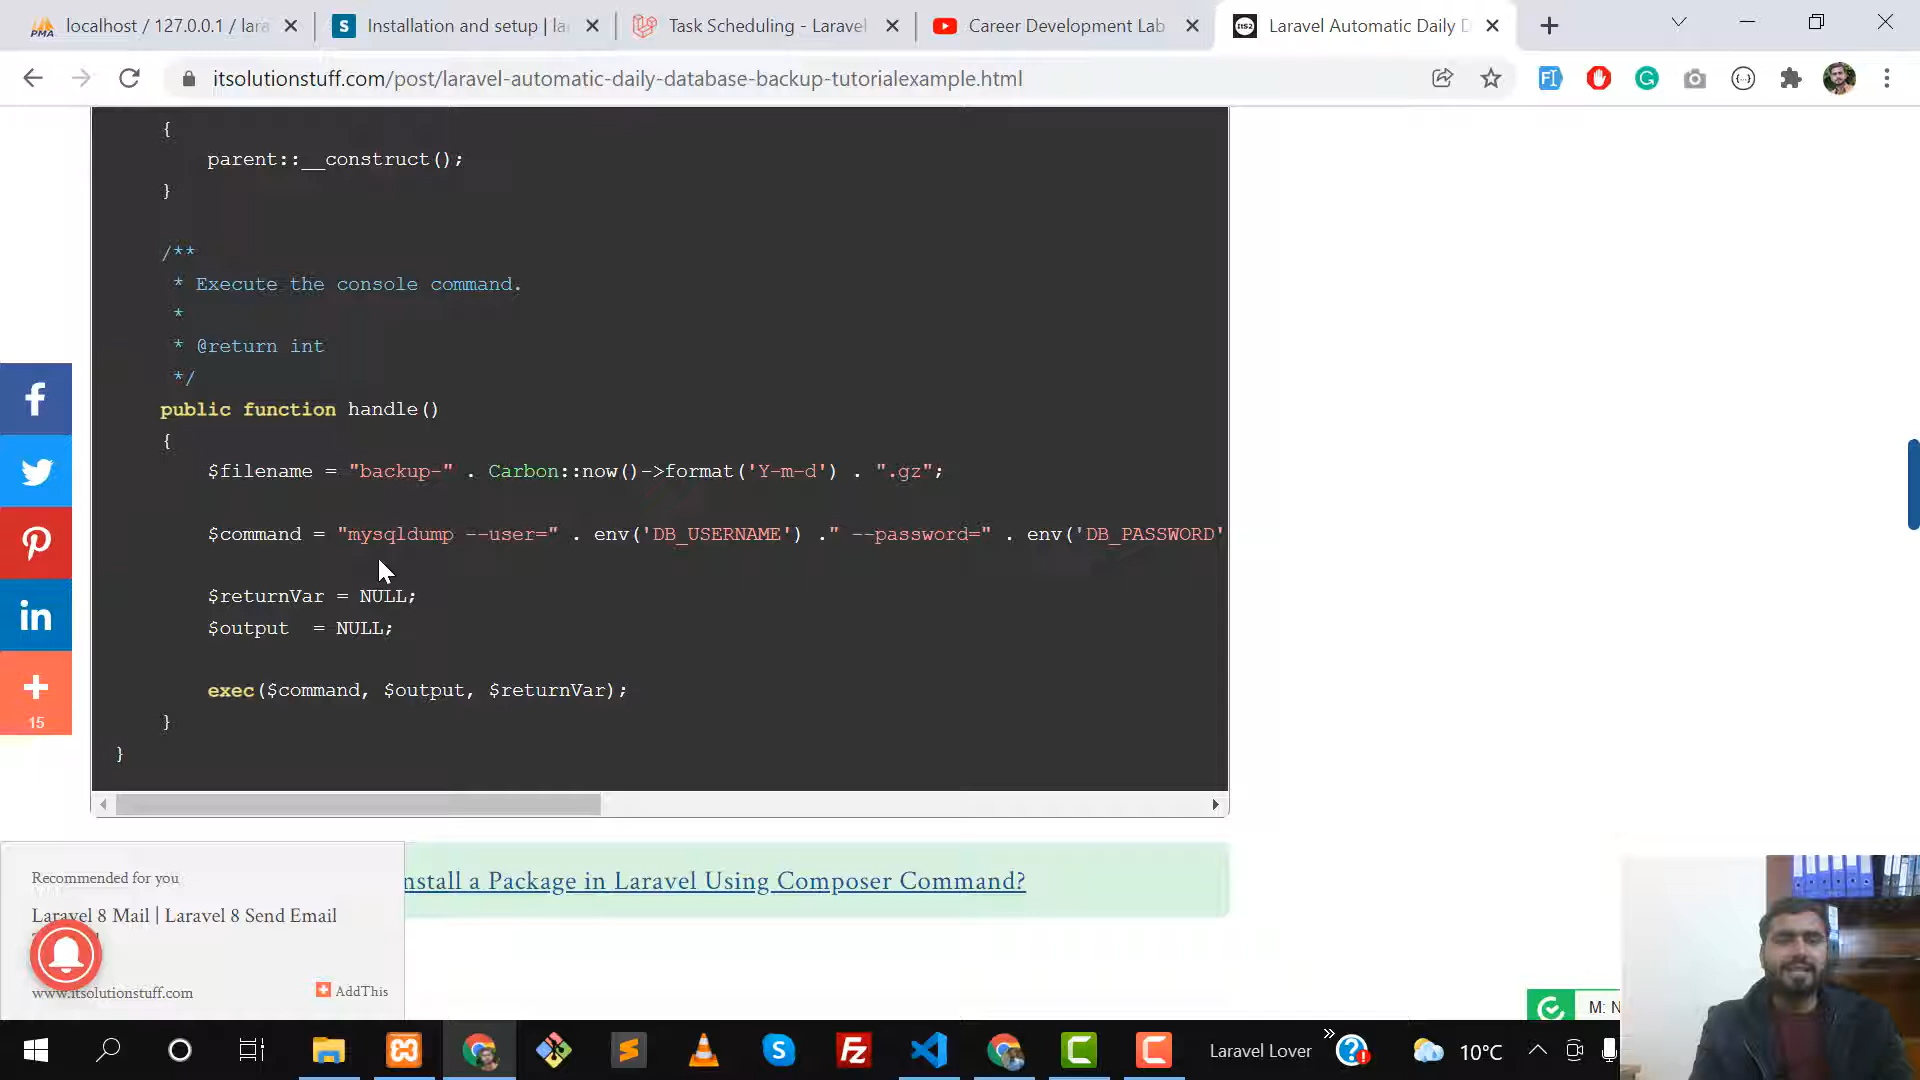 localhost / 127.0.0.1 / lara
Installation and setup | la
Task Scheduling - Laravel
Career Development Lab
Laravel Automatic Daily D
itsolutionstuff.com/post/laravel-automatic-daily-database-backup-tutorialexample.html
{
parent::__construct();
}
/**
* Execute the console command.
*
* @return int
*/
public function handle()
{
$filename = "backup-" . Carbon::now()->format('Y-m-d') . ".gz";
$command = "mysqldump --user=" . env('DB_USERNAME') ." --password=" . env('DB_PASSWORD'
$returnVar = NULL;
$output  = NULL;
exec($command, $output, $returnVar);
}
}
15
nstall a Package in Laravel Using Composer Command?
Recommended for you
Laravel 8 Mail | Laravel 8 Send Email
www.itsolutionstuff.com
AddThis
M: N
Laravel Lover
10°C